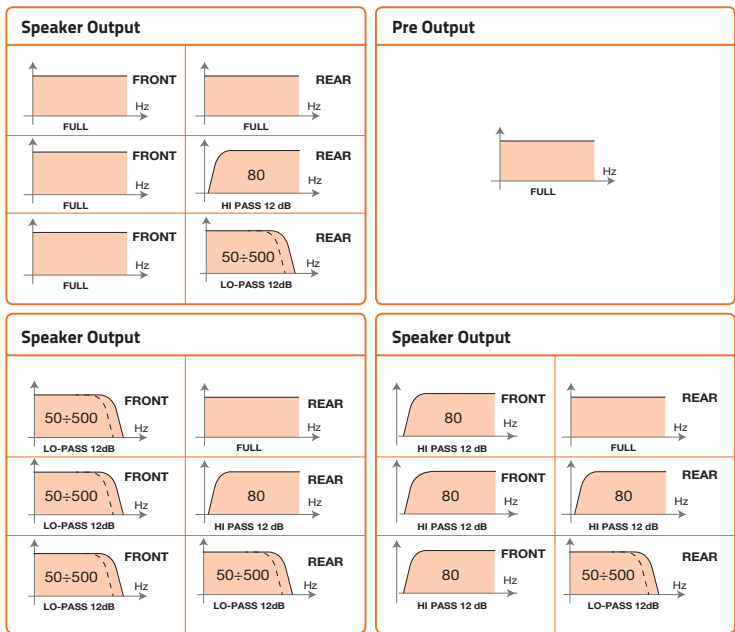 Speaker Output
FRONT
Hz
FULL
REAR
Hz
FULL
FRONT
Hz
FULL
REAR
80
Hz
HI PASS 12 dB
FRONT
Hz
FULL
REAR
50÷500
Hz
LO-PASS 12dB
Pre Output
Hz
FULL
Speaker Output
FRONT
50÷500
Hz
LO-PASS 12dB
REAR
Hz
FULL
FRONT
50÷500
Hz
LO-PASS 12dB
REAR
80
Hz
HI PASS 12 dB
FRONT
50÷500
Hz
LO-PASS 12dB
REAR
50÷500
Hz
LO-PASS 12dB
Speaker Output
FRONT
80
Hz
HI PASS 12 dB
REAR
Hz
FULL
FRONT
80
Hz
HI PASS 12 dB
REAR
80
Hz
HI PASS 12 dB
FRONT
80
Hz
HI PASS 12 dB
REAR
50÷500
Hz
LO-PASS 12dB